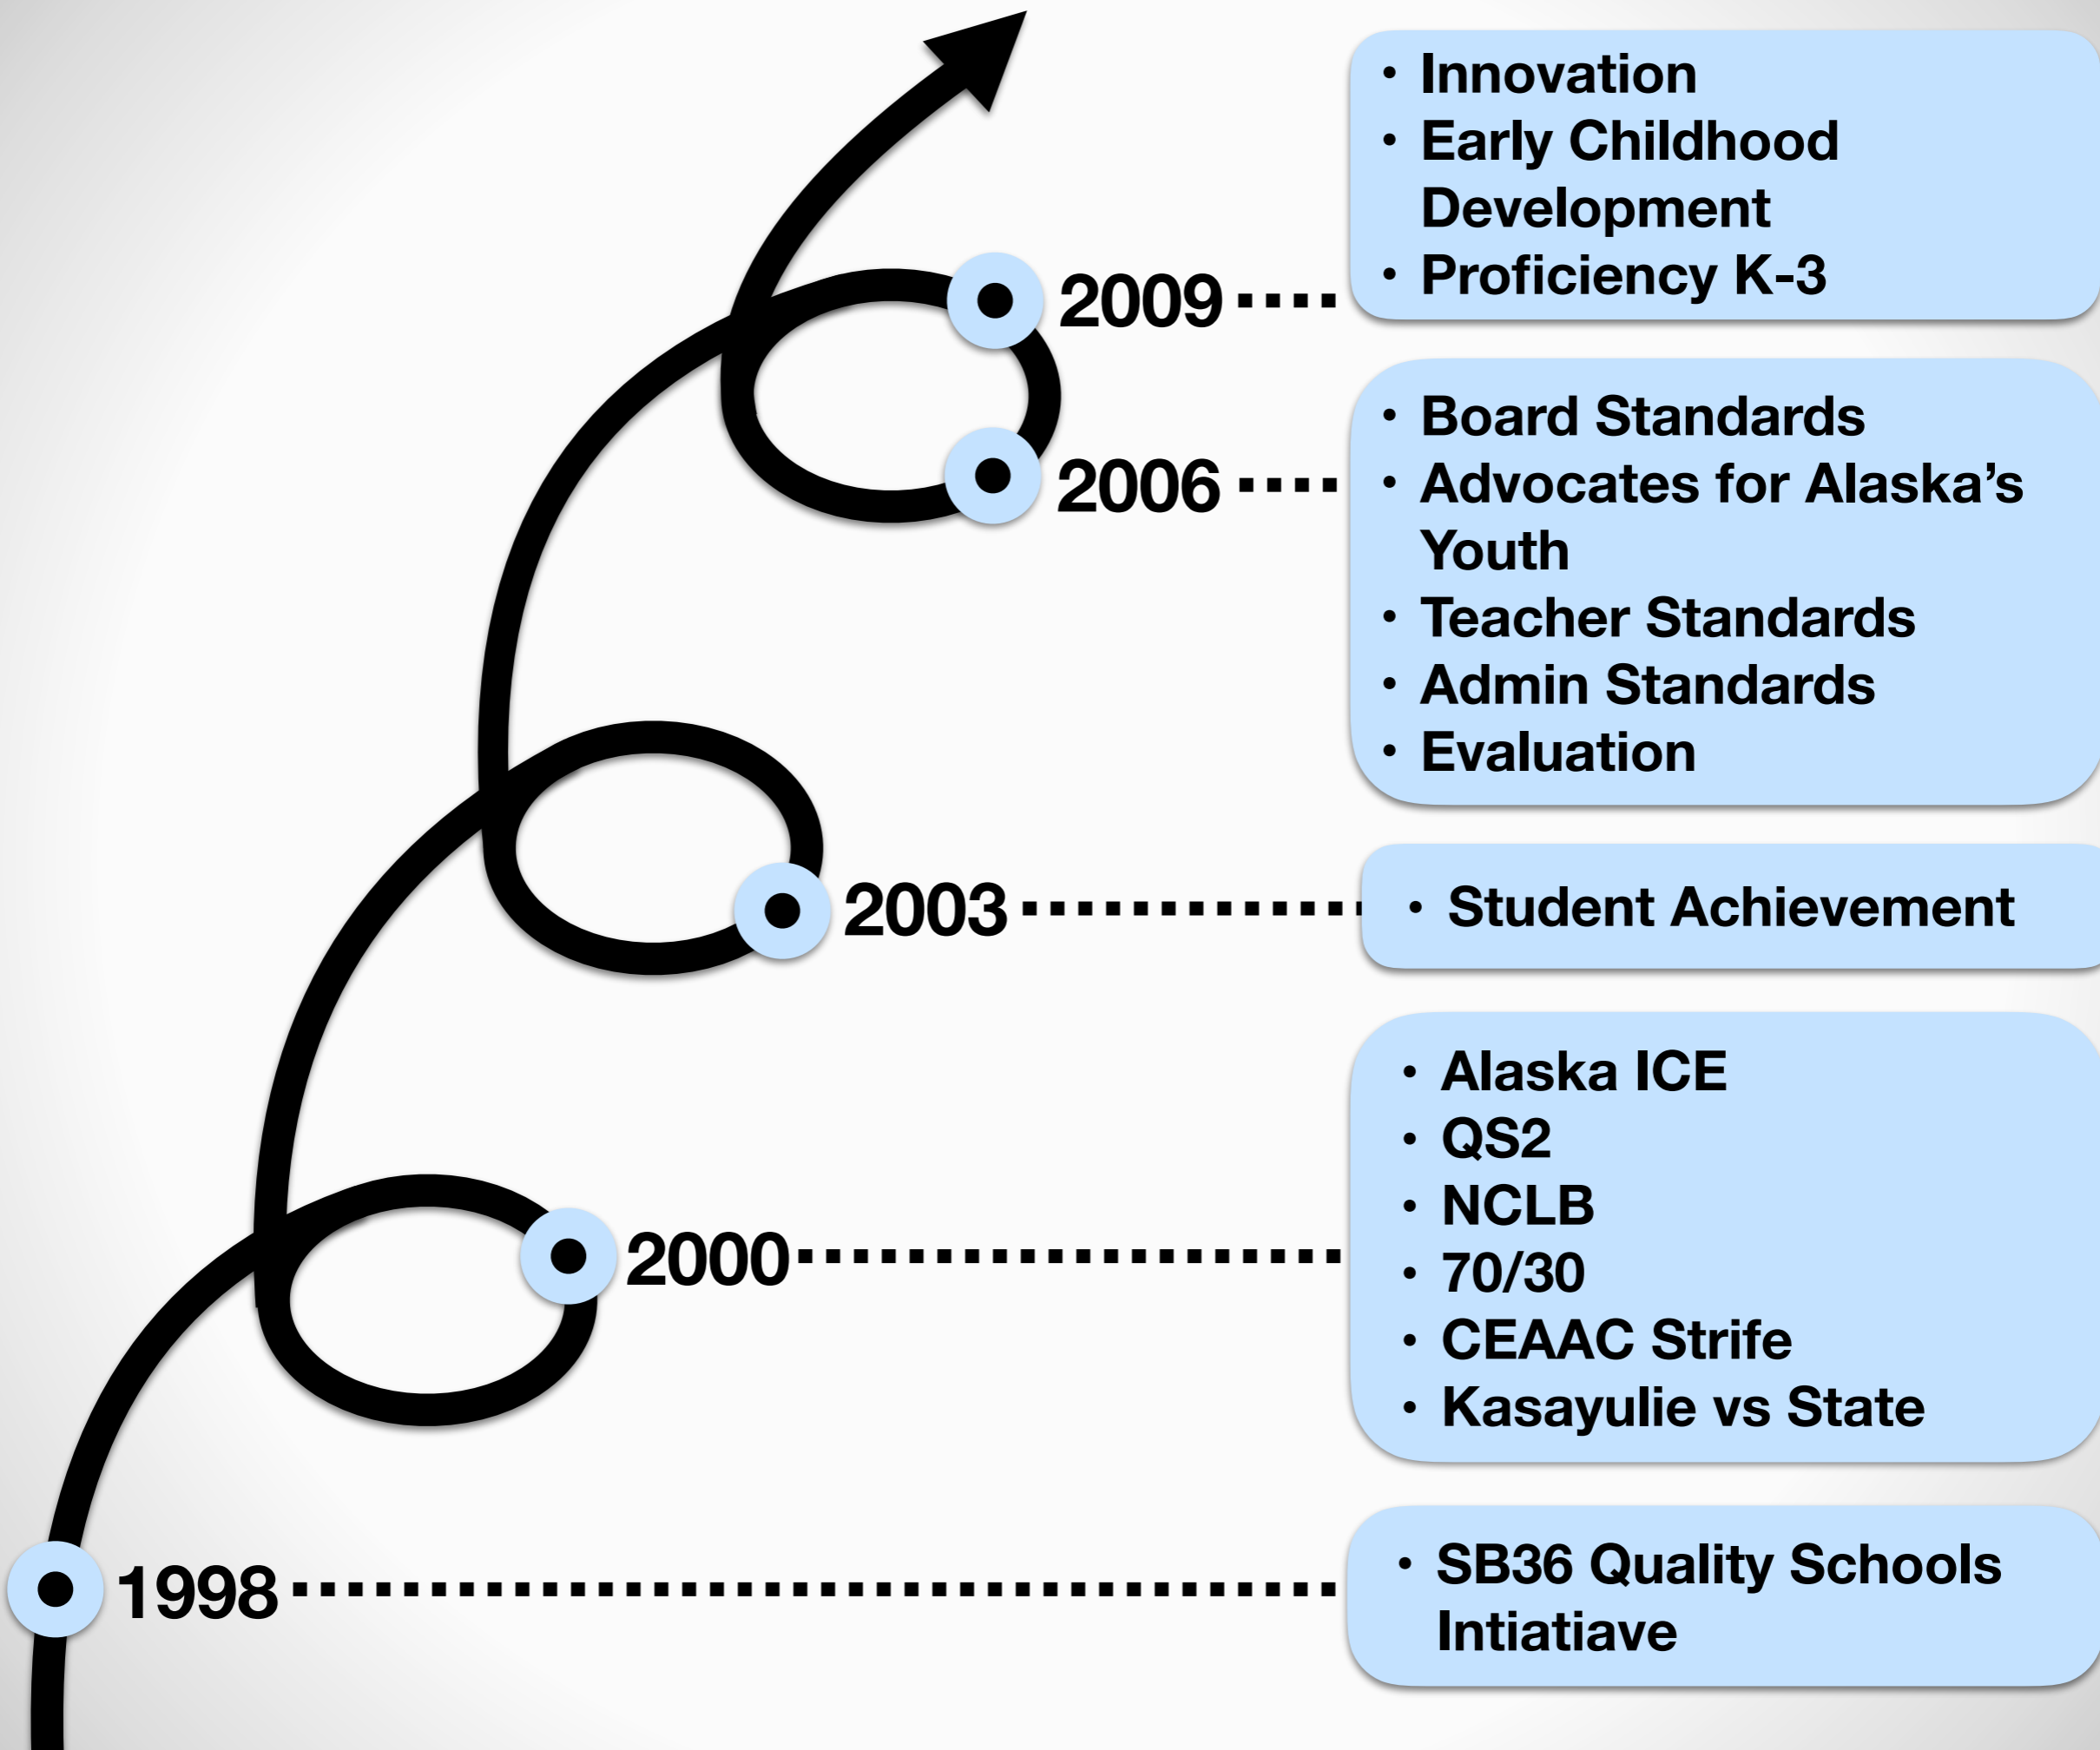 • Innovation
• Early Childhood
Development
• Proficiency K-3
2009
• Board Standards
• Advocates for Alaska’s
Youth
• Teacher Standards
• Admin Standards
• Evaluation
2006
2003
• Student Achievement
• Alaska ICE
• QS2
• NCLB
• 70/30
• CEAAC Strife
• Kasayulie vs State
2000
1998
• SB36 Quality Schools
Intiatiave